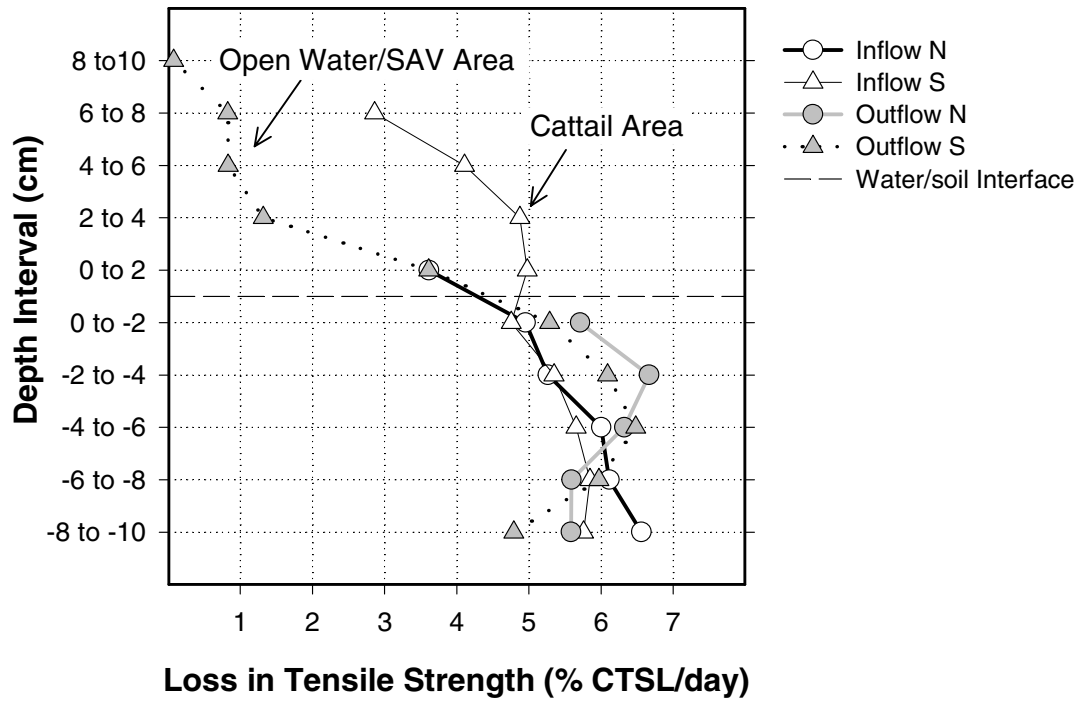 8 to10
6 to 8
4 to 6
2 to 4
0 to 2
0 to -2
-2 to -4
-4 to -6
-6 to -8
-8 to -10
Depth Interval (cm)
Open Water/SAV Area
Cattail Area
1 2 3 4 5 6 7
Loss in Tensile Strength (% CTSL/day)
Inflow N
Inflow S
Outflow N
Outflow S
Water/soil Interface